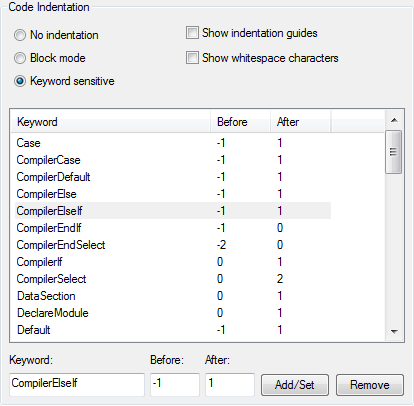 Code Indentation
No indentation
Show indentation guides
Block mode
Show whitespace characters
Keyword sensitive
Keyword Before After
Case -1 1
CompilerCase -1 1
CompilerDefault -1 1
CompilerElse -1 1
CompilerElseIf -1 1
CompilerEndIf -1 0
CompilerEndSelect -2 0
CompilerIf 0 1
CompilerSelect 0 2
DataSection 0 1
DeclareModule 0 1
Default -1 1
Keyword: Before: After:
CompilerElseIf -1 1 Add/Set Remove